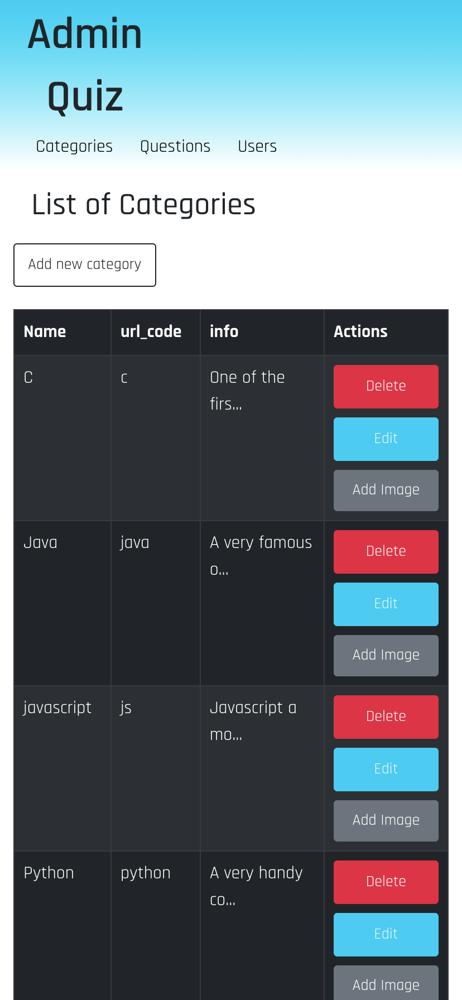 Admin
Quiz
Categories Questions Users
List of Categories
Add new category
Name url_code info Actions
C c One of the firs... Delete
Edit
Add Image
Java java A very famous o... Delete
Edit
Add Image
javascript js Javascript a mo... Delete
Edit
Add Image
Python python A very handy co... Delete
Edit
Add Image